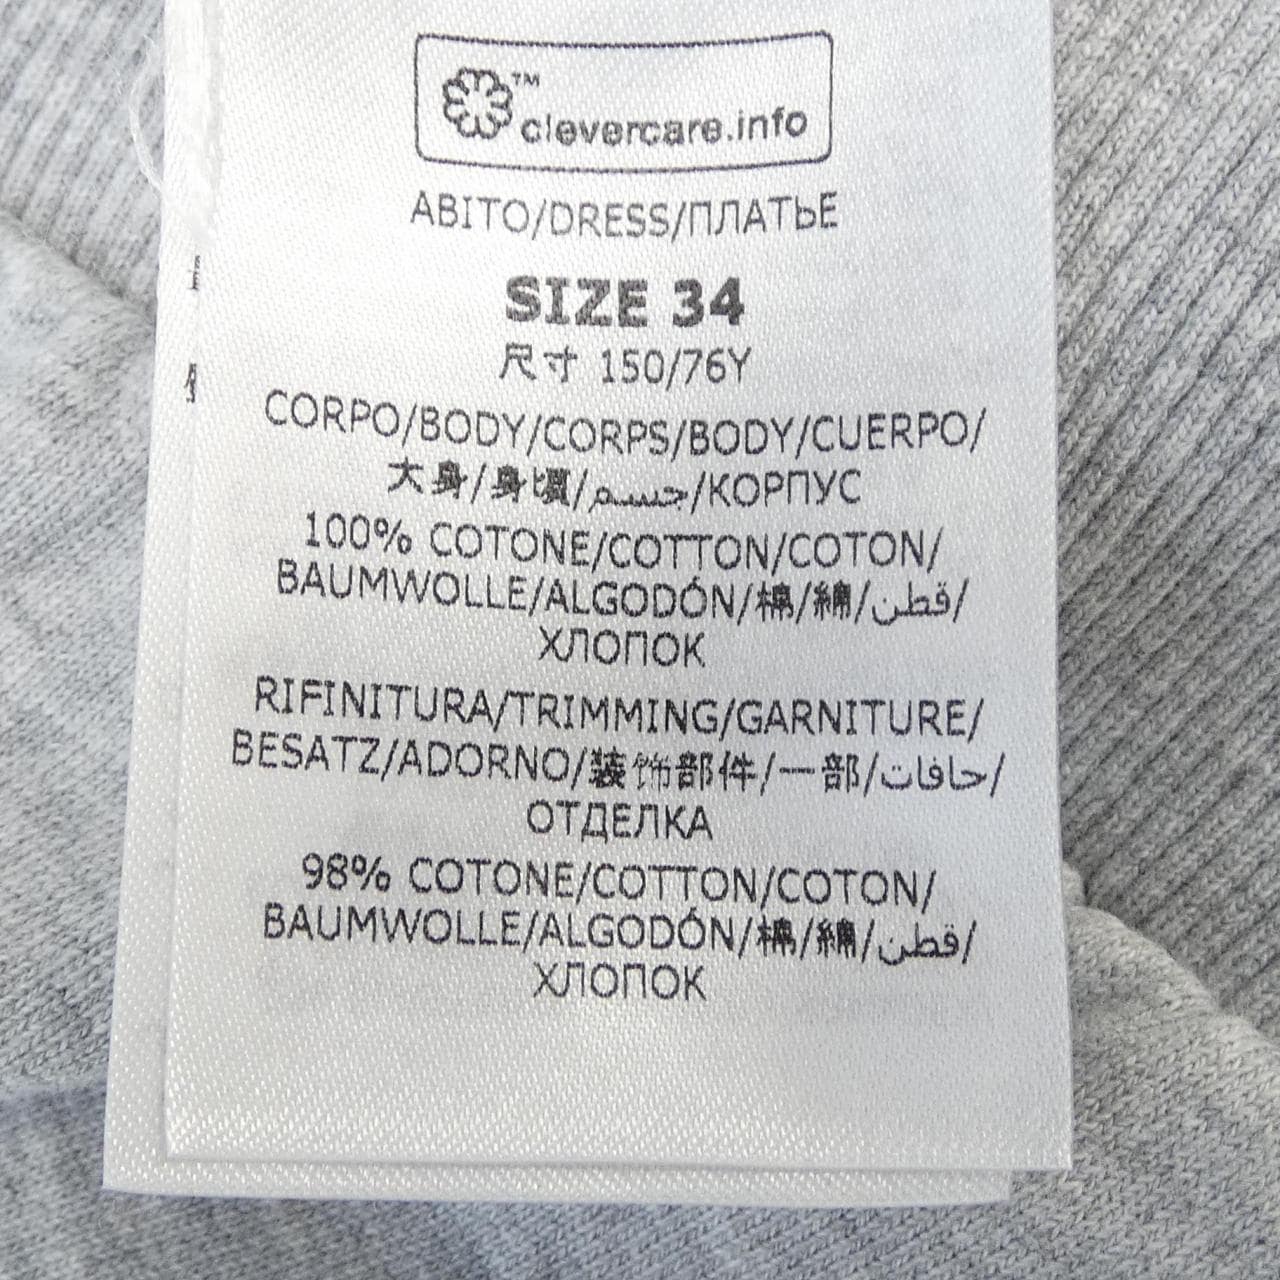 ™
clevercare.info
ABITO/DRESS/ПЛАТЬЕ
SIZE 34
尺寸 150/76Y
CORPO/BODY/CORPS/BODY/CUERPO/
大身/身頃/جسم/КОРПУС
100% COTONE/COTTON/COTON/
BAUMWOLLE/ALGODÓN/棉/綿/قطن/
ХЛОПОК
RIFINITURA/TRIMMING/GARNITURE/
BESATZ/ADORNO/装饰部件/一部/حافات/
ОТДЕЛКА
98% COTONE/COTTON/COTON/
BAUMWOLLE/ALGODÓN/棉/綿/قطن/
ХЛОПОК